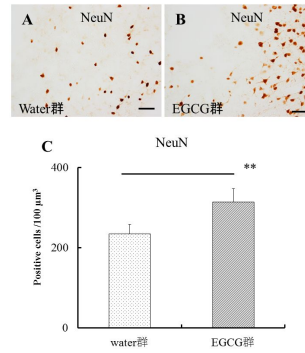 A
NeuN
Water群
B
NeuN
EGCG群
C
NeuN
Positive cells /100 μm³
400
200
0
**
water群
EGCG群